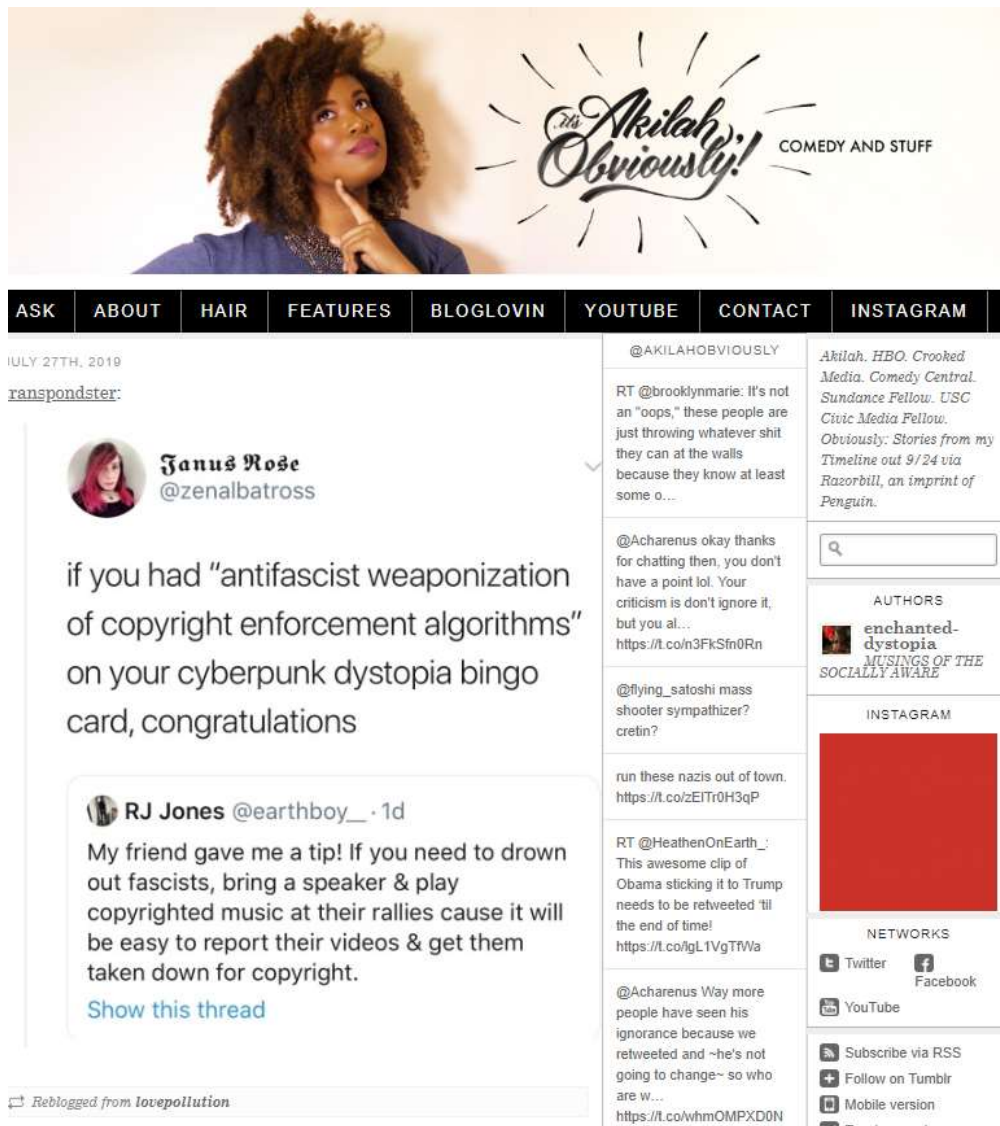 it's Akilah, Obviously!
COMEDY AND STUFF
ASK
ABOUT
HAIR
FEATURES
BLOGLOVIN
YOUTUBE
CONTACT
INSTAGRAM
JULY 27TH, 2019
ranspondster:
Janus Rose
@zenalbatross
if you had "antifascist weaponization
of copyright enforcement algorithms"
on your cyberpunk dystopia bingo
card, congratulations
RJ Jones @earthboy__ · 1d
My friend gave me a tip! If you need to drown
out fascists, bring a speaker & play
copyrighted music at their rallies cause it will
be easy to report their videos & get them
taken down for copyright.
Show this thread
Reblogged from lovepollution
@AKILAHOBVIOUSLY
RT @brooklynmarie: It's not
an "oops," these people are
just throwing whatever shit
they can at the walls
because they know at least
some o...
@Acharenus okay thanks
for chatting then, you don't
have a point lol. Your
criticism is don't ignore it,
but you al...
https://t.co/n3FkSfn0Rn
@flying_satoshi mass
shooter sympathizer?
cretin?
run these nazis out of town.
https://t.co/zEITr0H3qP
RT @HeathenOnEarth_:
This awesome clip of
Obama sticking it to Trump
needs to be retweeted 'til
the end of time!
https://t.co/lgL1VgTfWa
@Acharenus Way more
people have seen his
ignorance because we
retweeted and ~he's not
going to change~ so who
are w...
https://t.co/whmOMPXD0N
Akilah. HBO. Crooked
Media. Comedy Central.
Sundance Fellow. USC
Civic Media Fellow.
Obviously: Stories from my
Timeline out 9/24 via
Razorbill, an imprint of
Penguin.
AUTHORS
enchanted-
dystopia
MUSINGS OF THE
SOCIALLY AWARE
INSTAGRAM
NETWORKS
Twitter
Facebook
YouTube
Subscribe via RSS
Follow on Tumblr
Mobile version